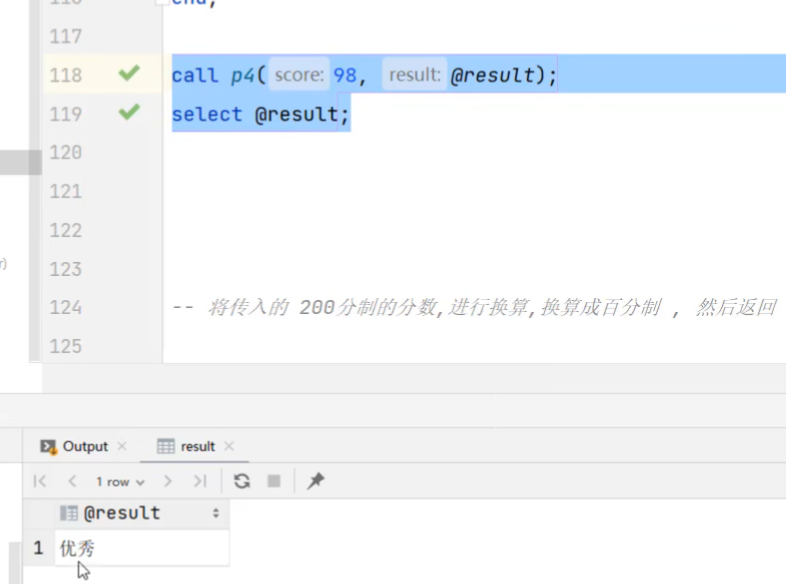 116 end;
117
118 call p4( score: 98, result: @result);
119 select @result;
120
121
122
123
124 -- 将传入的 200分制的分数,进行换算,换算成百分制 , 然后返回
125
Output result
1 row
@result
1 优秀